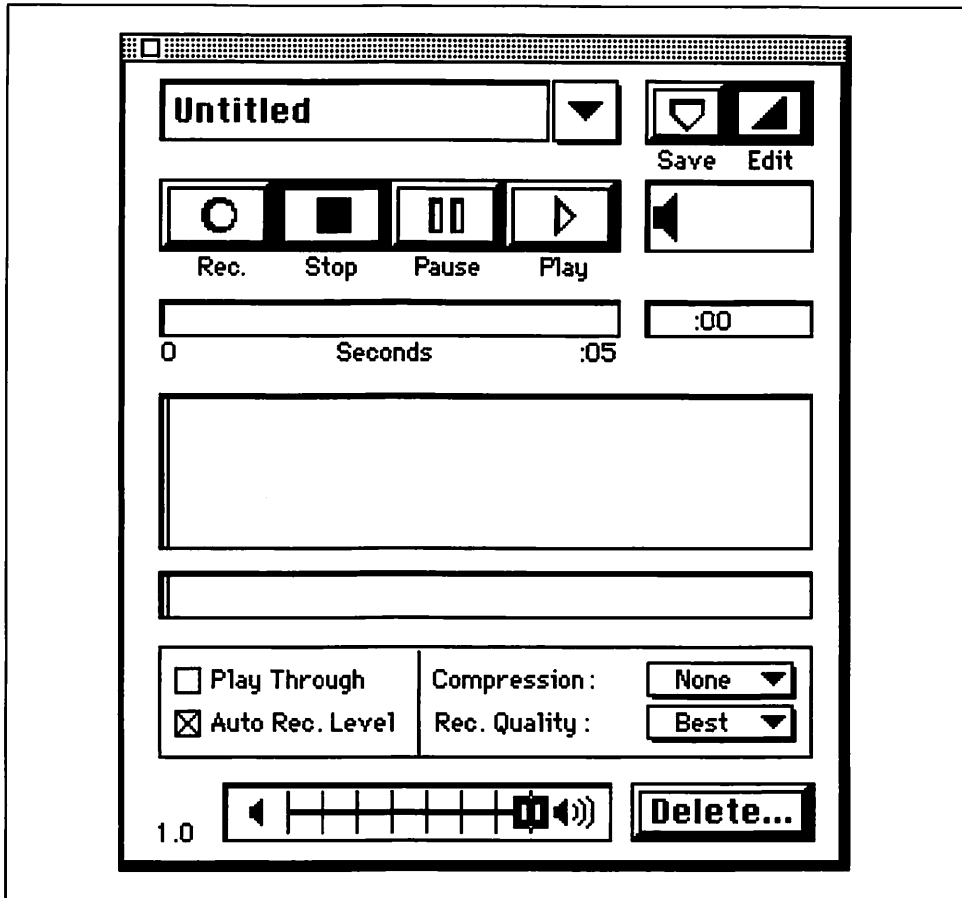 Untitled
Save Edit
Rec. Stop Pause Play
:00
0 Seconds :05
Play Through Compression: None
Auto Rec. Level Rec. Quality: Best
1.0 Delete...